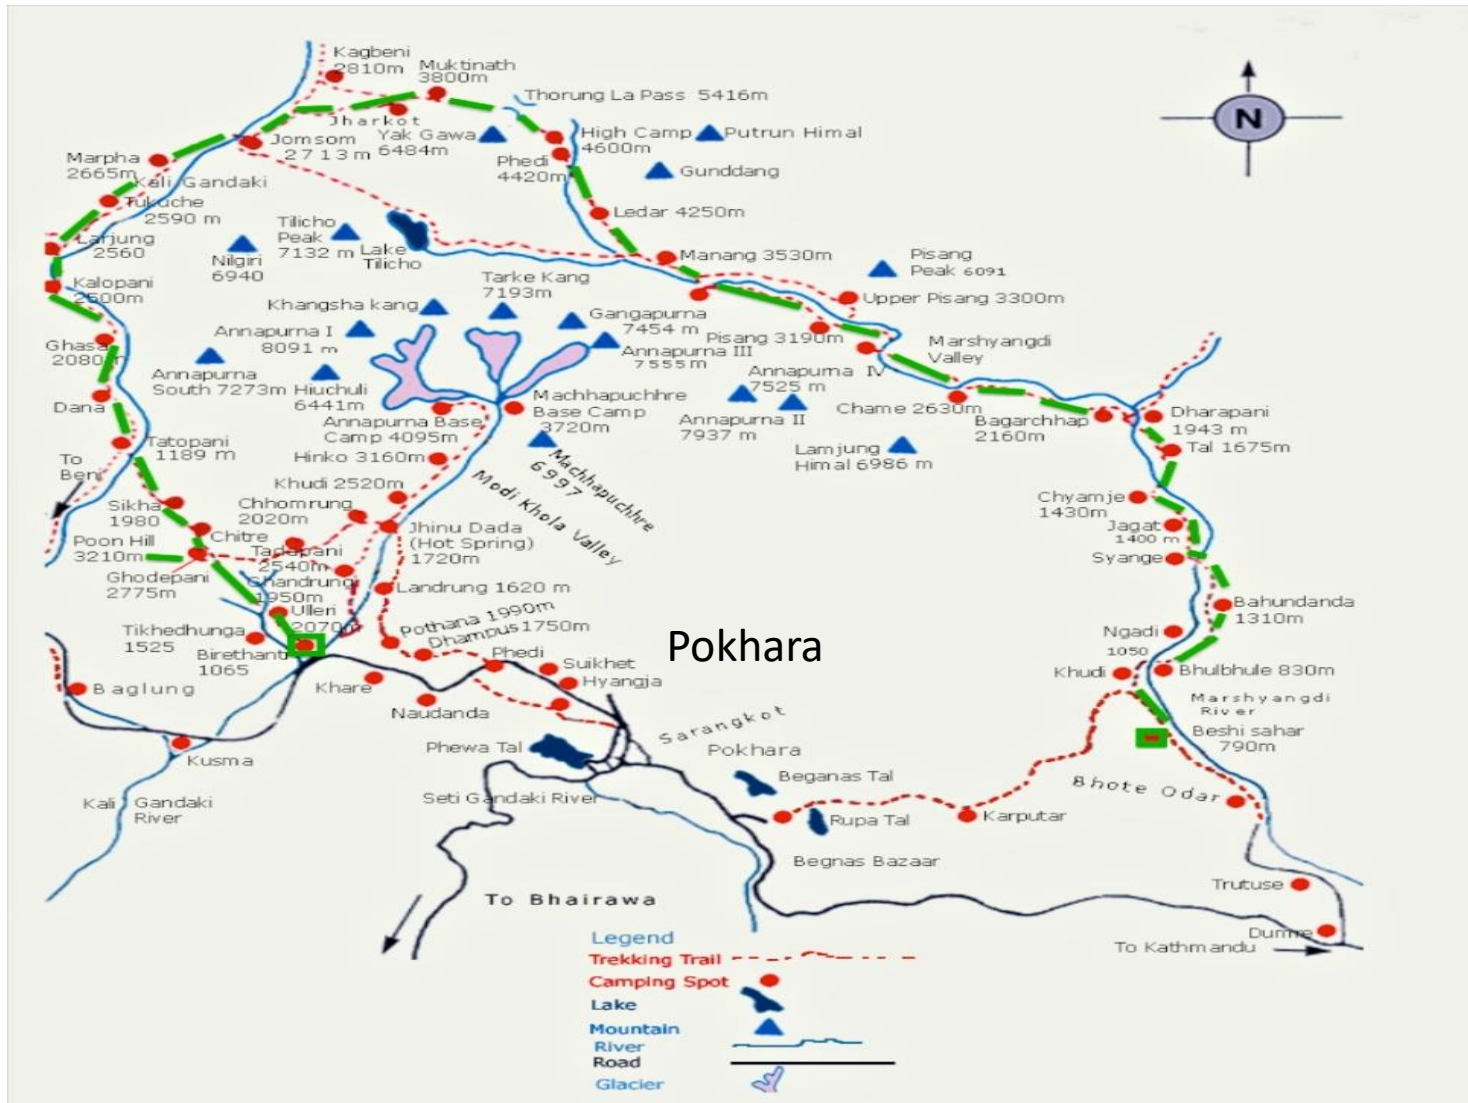 Kagbeni
2810m
Muktinath
3800m
Thorung La Pass 5416m
N
Jharkot
Jomsom
2713m
Yak Gawa
6484m
High Camp
4600m
Putrun Himal
Phedi
4420m
Gunddang
Marpha
2665m
Kali Gandaki
Tukuche
2590 m
Ledar 4250m
Larjung
2560
Nilgiri
6940
Tilicho
Peak
7132 m
Lake
Tilicho
Manang 3530m
Pisang
Peak 6091
Kalopani
2500m
Tarke Kang
7193m
Khangsha kang
Upper Pisang 3300m
Gangapurna
7454 m
Pisang 3190m
Annapurna I
8091 m
Ghasa
2080m
Annapurna III
7555m
Marshyangdi
Valley
Annapurna
South 7273m
Hiuchuli
6441m
Annapurna IV
7525 m
Dana
Annapurna Base
Camp 4095m
Machhapuchhre
Base Camp
3720m
Annapurna II
7937 m
Chame 2630m
Bagarchhap
2160m
Dharapani
1943 m
Tatopani
1189 m
Tal 1675m
To
Beni
Hinko 3160m
Machhapuchhre
6997
Lamjung
Himal 6986 m
Khudi 2520m
Modi Khola Valley
Chyamje
1430m
Sikha
1980
Chhomrung
2020m
Jagat
1400 m
Poon Hill
3210m
Chitre
Jhinu Dada
(Hot Spring)
1720m
Tadapani
2540m
Syange
Ghodepani
2775m
Ghandrung
1950m
Landrung 1620 m
Ulleri
2070m
Bahundanda
1310m
Tikhedhunga
1525
Pothana 1990m
Dhampus 1750m
Pokhara
Ngadi
1050
Birethanti
1065
Phedi
Suikhet
Hyangja
Khudi
Bhulbhule 830m
Baglung
Khare
Naudanda
Marshyangdi
River
Sarangkot
Beshi sahar
790m
Kusma
Phewa Tal
Pokhara
Beganas Tal
Bhote Odar
Kali Gandaki
River
Seti Gandaki River
Rupa Tal
Karputar
Begnas Bazaar
Trutuse
To Bhairawa
Dumre
To Kathmandu
Legend
Trekking Trail
Camping Spot
Lake
Mountain
River
Road
Glacier